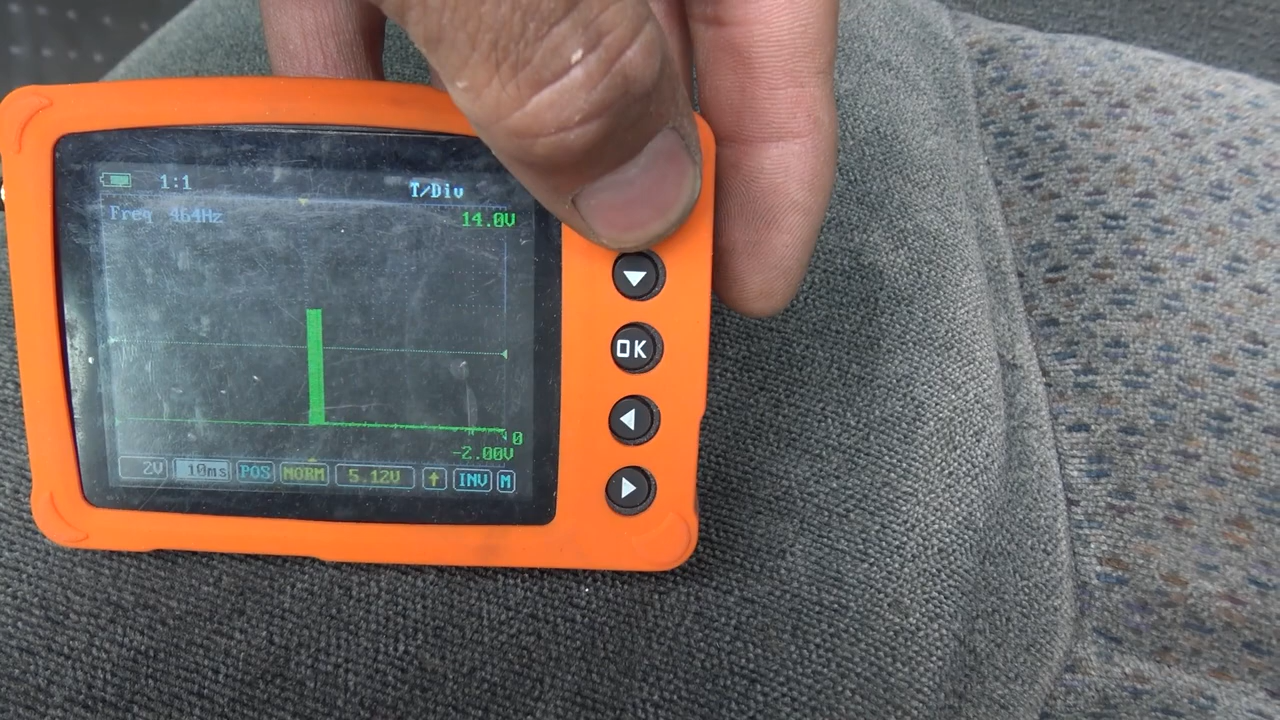 1:1 T/Div
Freq 464Hz 14.0V
0
-2.00V
2V 10ms POS NORM 5.12V ↑ INV M
OK